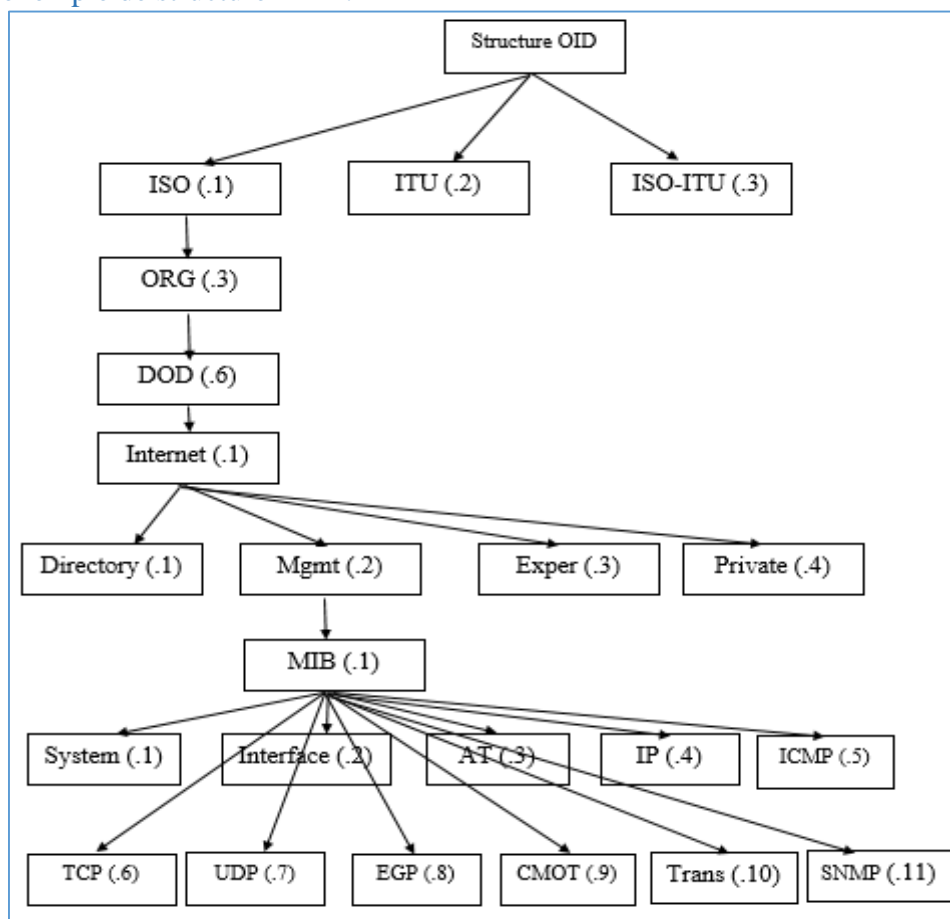 Structure OID
ISO (.1) ITU (.2) ISO-ITU (.3)
ORG (.3)
DOD (.6)
Internet (.1)
Directory (.1) Mgmt (.2) Exper (.3) Private (.4)
MIB (.1)
System (.1) Interface (.2) AT (.3) IP (.4) ICMP (.5)
TCP (.6) UDP (.7) EGP (.8) CMOT (.9) Trans (.10) SNMP (.11)